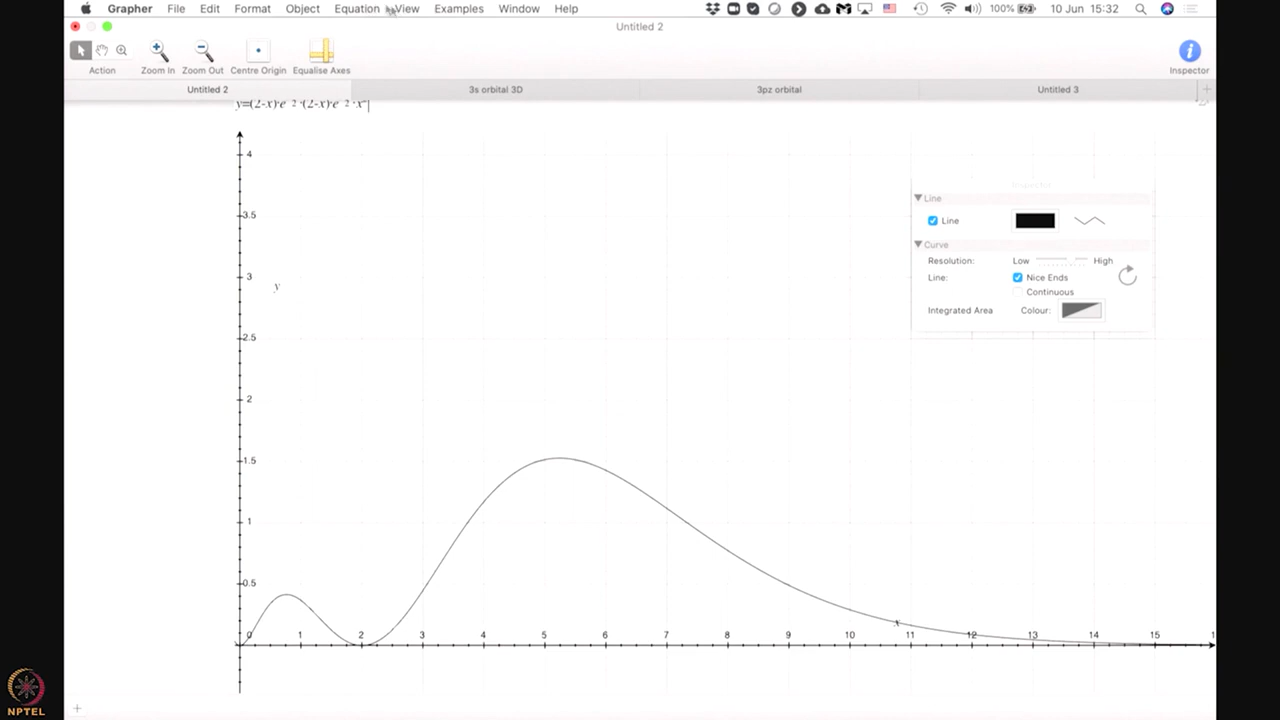 Grapher File Edit Format Object Equation View Examples Window Help 100% 10 Jun 15:32
Untitled 2
Action Zoom In Zoom Out Centre Origin Equalise Axes Inspector
Untitled 2 3s orbital 3D 3pz orbital Untitled 3
4
3.5
3
y
2.5
2
1.5
1
0.5
x
0 1 2 3 4 5 6 7 8 9 10 11 12 13 14 15 1
Line
Line
Curve
Resolution: Low High
Line: Nice Ends
Continuous
Integrated Area Colour:
NPTEL